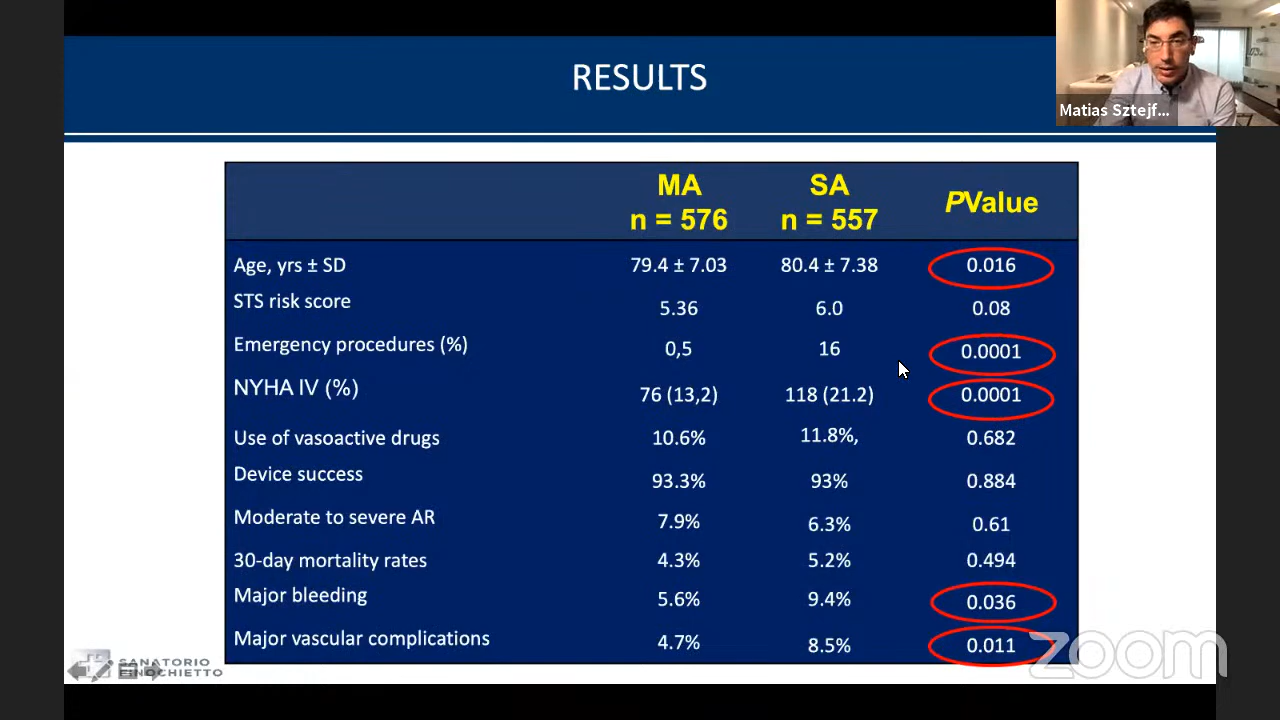 RESULTS
Matias Sztejf...
MA SA PValue
n = 576 n = 557
Age, yrs ± SD 79.4 ± 7.03 80.4 ± 7.38 0.016
STS risk score 5.36 6.0 0.08
Emergency procedures (%) 0,5 16 0.0001
NYHA IV (%) 76 (13,2) 118 (21.2) 0.0001
Use of vasoactive drugs 10.6% 11.8%, 0.682
Device success 93.3% 93% 0.884
Moderate to severe AR 7.9% 6.3% 0.61
30-day mortality rates 4.3% 5.2% 0.494
Major bleeding 5.6% 9.4% 0.036
Major vascular complications 4.7% 8.5% 0.011
SANATORIO
FINOCHIETTO
zoom